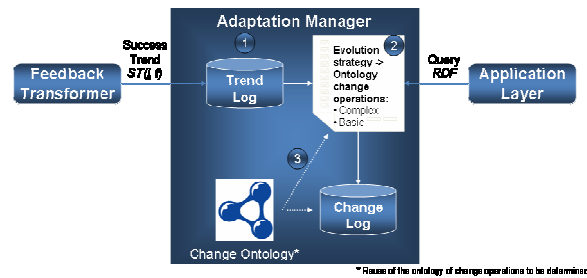 Adaptation Manager
Success
Trend
ST(I, t)
Feedback
Transformer
1
Trend
Log
2
Evolution
strategy ->
Ontology
change
operations:
• Complex
• Basic
Query
RDF
Application
Layer
3
Change
Log
Change Ontology*
* Reuse of the ontology of change operations to be determined